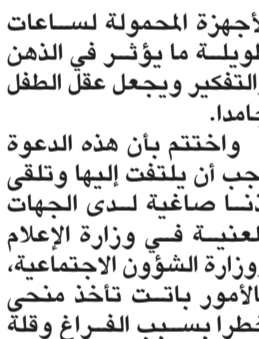 لأجهزة المحمولة لساعات
طويلة ما يؤثر في الذهن
والتفكير ويجعل عقل الطفل
جامدا.
واختتم بأن هذه الدعوة
يجب أن يلتفت إليها وتلقى
أذنا صاغية لدى الجهات
المعنية في وزارة الإعلام
ووزارة الشؤون الاجتماعية،
فالأمور باتت تأخذ منحى
خطرا بسبب الفراغ وقلة